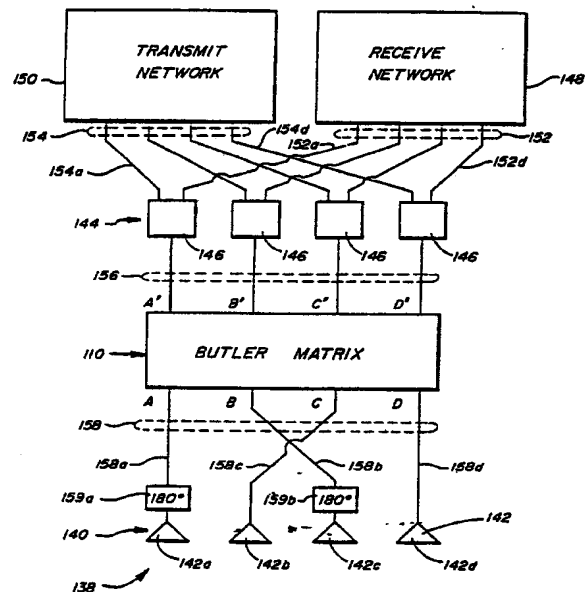 TRANSMIT NETWORK
RECEIVE NETWORK
150
148
154
154d
152a
152
154a
152d
144
146
146
146
146
156
A'
B'
C'
D'
110
BUTLER MATRIX
A
B
C
D
158
158a
158c
158b
158d
159a
180°
159b
180°
140
142
142a
142b
142c
142d
138